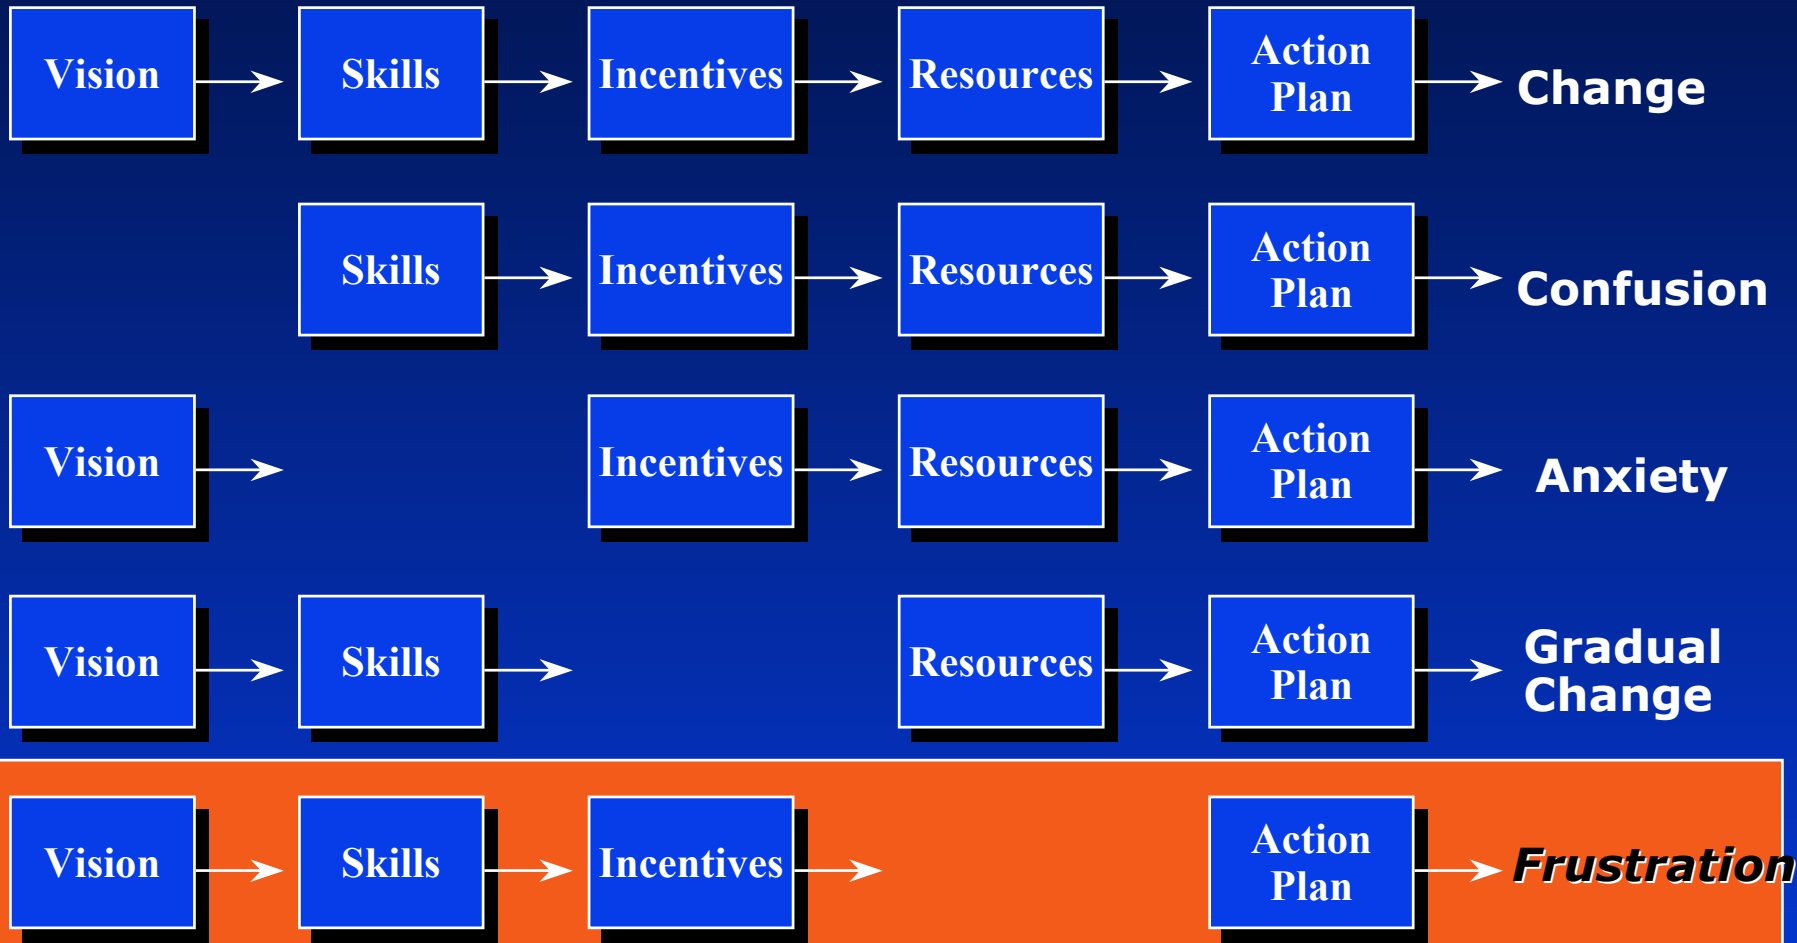 Vision
Skills
Incentives
Resources
Action
Plan
Change
Skills
Incentives
Resources
Action
Plan
Confusion
Vision
Incentives
Resources
Action
Plan
Anxiety
Vision
Skills
Resources
Action
Plan
Gradual
Change
Vision
Skills
Incentives
Action
Plan
Frustration